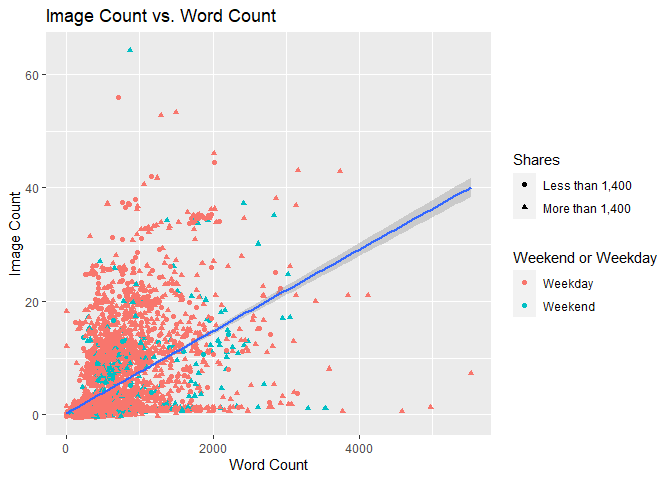 Image Count vs. Word Count
60
40
20
0
Image Count
0
2000
4000
Word Count
Shares
Less than 1,400
More than 1,400
Weekend or Weekday
Weekday
Weekend